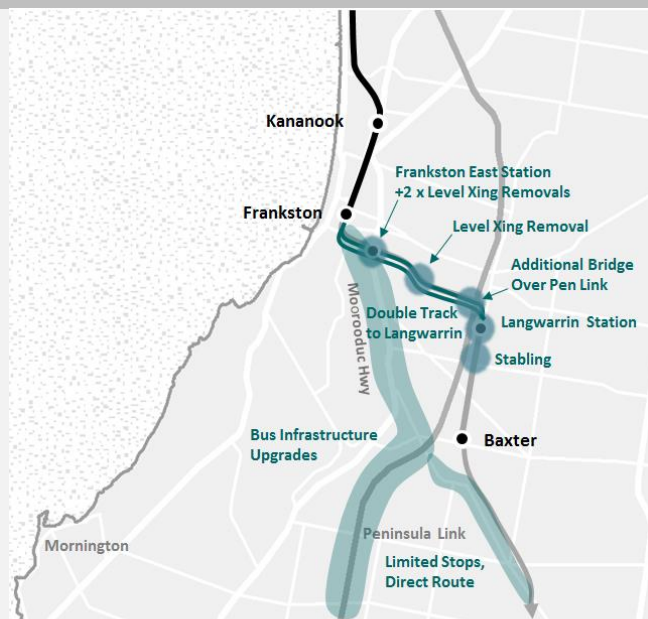 Kananook
Frankston East Station
+2 x Level Xing Removals
Frankston
Level Xing Removal
Additional Bridge
Over Pen Link
Double Track
to Langwarrin
Langwarrin Station
Moorooduc Hwy
Stabling
Bus Infrastructure
Upgrades
Baxter
Peninsula Link
Mornington
Limited Stops,
Direct Route